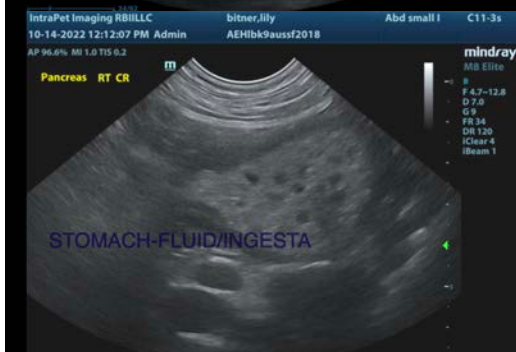 IntraPet Imaging RBIILLC bitner,lily Abd small I C11-3s
10-14-2022 12:12:07 PM Admin AEHlbk9aussf2018
AP 96.6% MI 1.0 TIS 0.2
mindray
M8 Elite
m
Pancreas RT CR
B
F 4.7-12.8
D 7.0
G 9
FR 34
DR 120
iClear 4
iBeam 1
STOMACH-FLUID/INGESTA